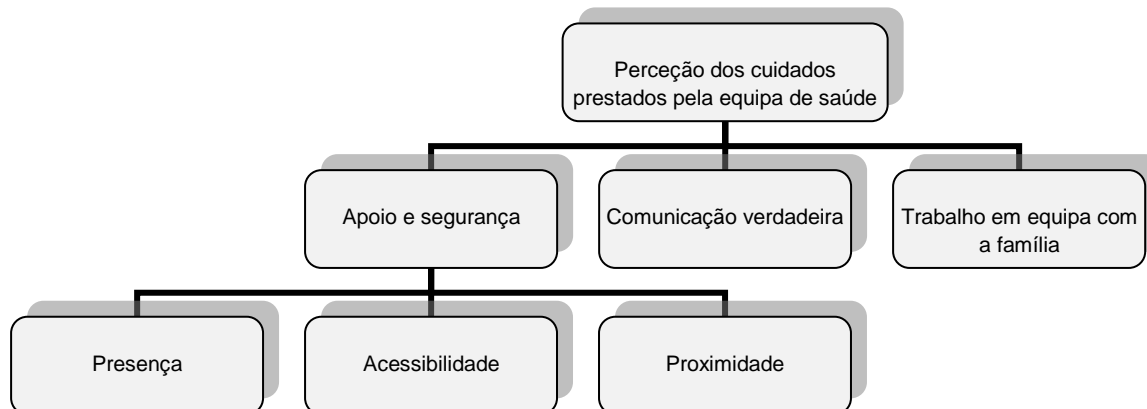 Perceção dos cuidados
prestados pela equipa de saúde
Apoio e segurança
Comunicação verdadeira
Trabalho em equipa com
a família
Presença
Acessibilidade
Proximidade